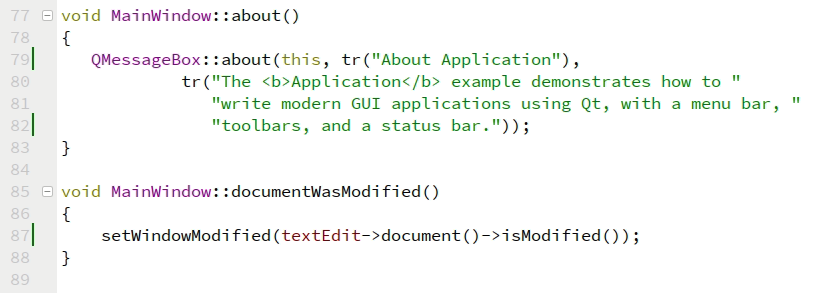 77 void MainWindow::about()
78 {
79    QMessageBox::about(this, tr("About Application"),
80             tr("The <b>Application</b> example demonstrates how to "
81                "write modern GUI applications using Qt, with a menu bar, "
82                "toolbars, and a status bar."));
83 }
84
85 void MainWindow::documentWasModified()
86 {
87     setWindowModified(textEdit->document()->isModified());
88 }
89